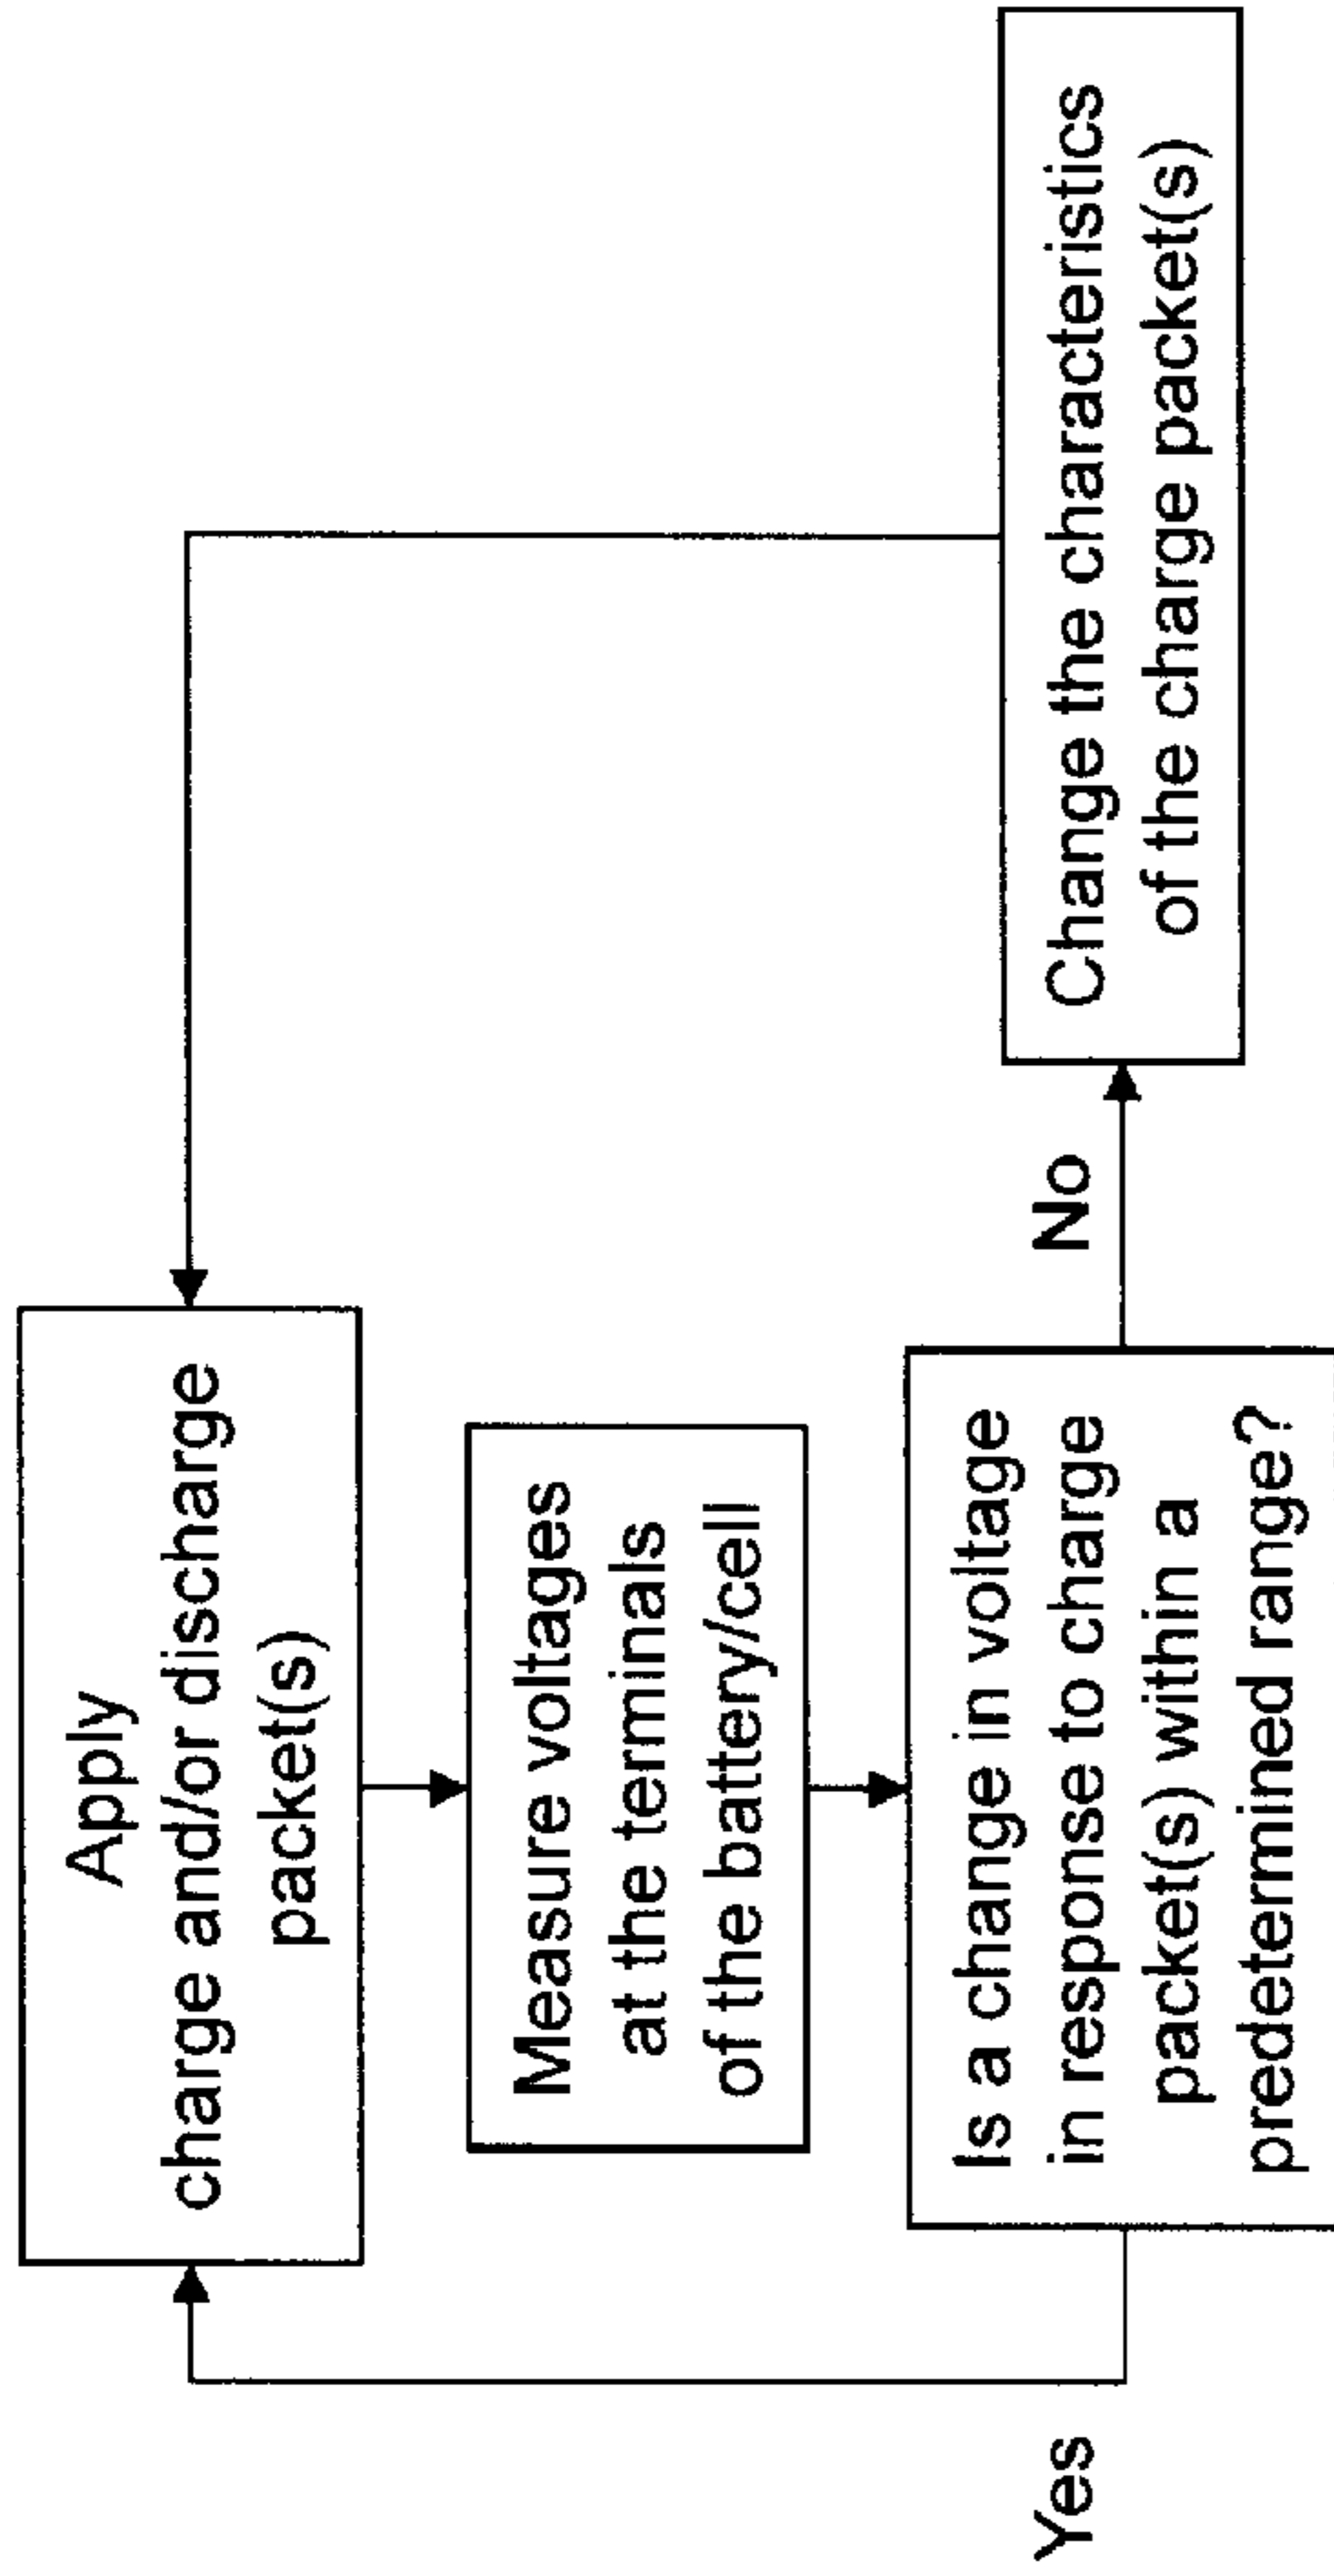 Apply
charge and/or discharge
packet(s)
Measure voltages
at the terminals
of the battery/cell
Is a change in voltage
in response to charge
packet(s) within a
predetermined range?
Yes
No
Change the characteristics
of the charge packet(s)